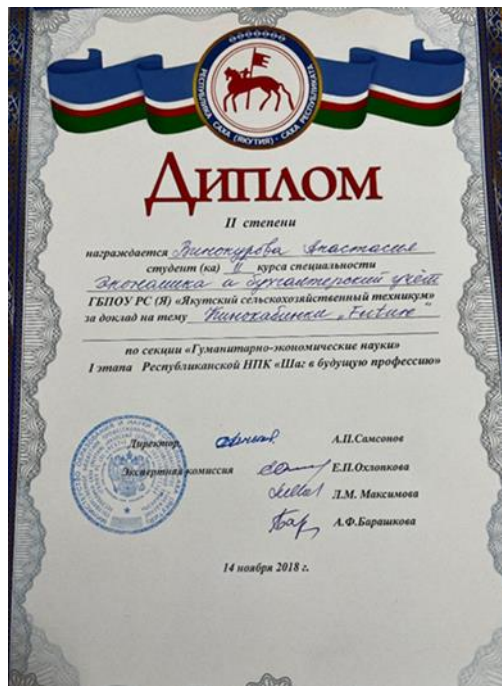 РЕСПУБЛИКА САХА (ЯКУТИЯ) • САХА РЕСПУБЛИКАТА
ДИПЛОМ
II степени
награждается Винокурова Анастасия
студент (ка) II курса специальности
Экономика и бухгалтерский учёт
ГБПОУ РС (Я) «Якутский сельскохозяйственный техникум»
за доклад на тему Кинокабинки „Future"
по секции «Гуманитарно-экономические науки»
I этапа Республиканской НПК «Шаг в будущую профессию»
Директор А.П.Самсонов
Экспертная комиссия Е.П.Охлопкова
Л.М. Максимова
А.Ф.Барашкова
14 ноября 2018 г.